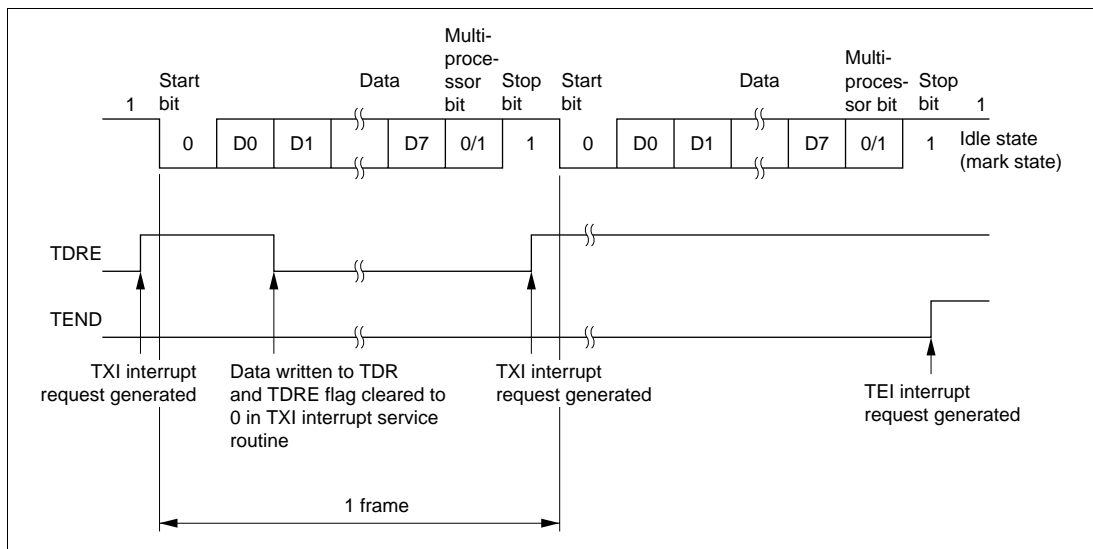 1
Start
bit
Data
Multi-
proce-
ssor
bit
Stop
bit
Start
bit
Data
Multi-
proces-
sor bit
Stop
bit
1
0
D0
D1
D7
0/1
1
0
D0
D1
D7
0/1
1
Idle state
(mark state)
TDRE
TEND
TXI interrupt
request generated
Data written to TDR
and TDRE flag cleared to
0 in TXI interrupt service
routine
TXI interrupt
request generated
TEI interrupt
request generated
1 frame